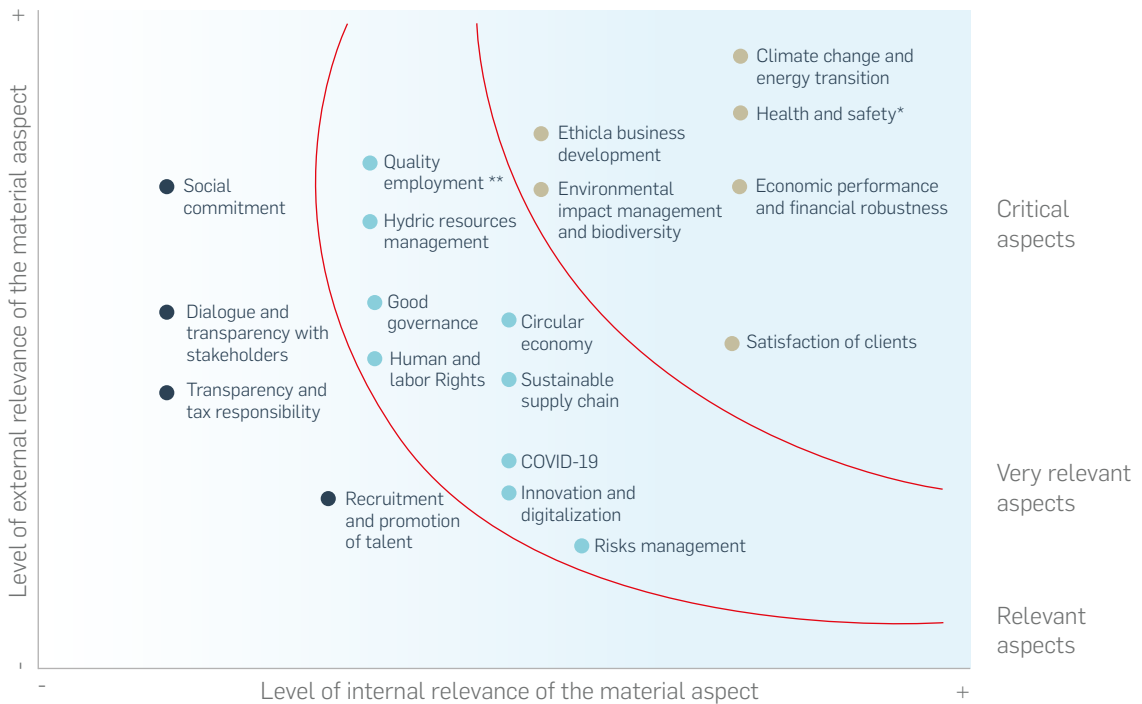 +
Level of external relevance of the material aaspect
-
Climate change and
energy transition
Health and safety*
Ethicla business
development
Quality
employment **
Social
commitment
Environmental
impact management
and biodiversity
Economic performance
and financial robustness
Hydric resources
management
Critical
aspects
Good
governance
Dialogue and
transparency with
stakeholders
Circular
economy
Satisfaction of clients
Human and
labor Rights
Sustainable
supply chain
Transparency and
tax responsibility
COVID-19
Very relevant
aspects
Innovation and
digitalization
Recruitment
and promotion
of talent
Risks management
Relevant
aspects
-
Level of internal relevance of the material aspect
+